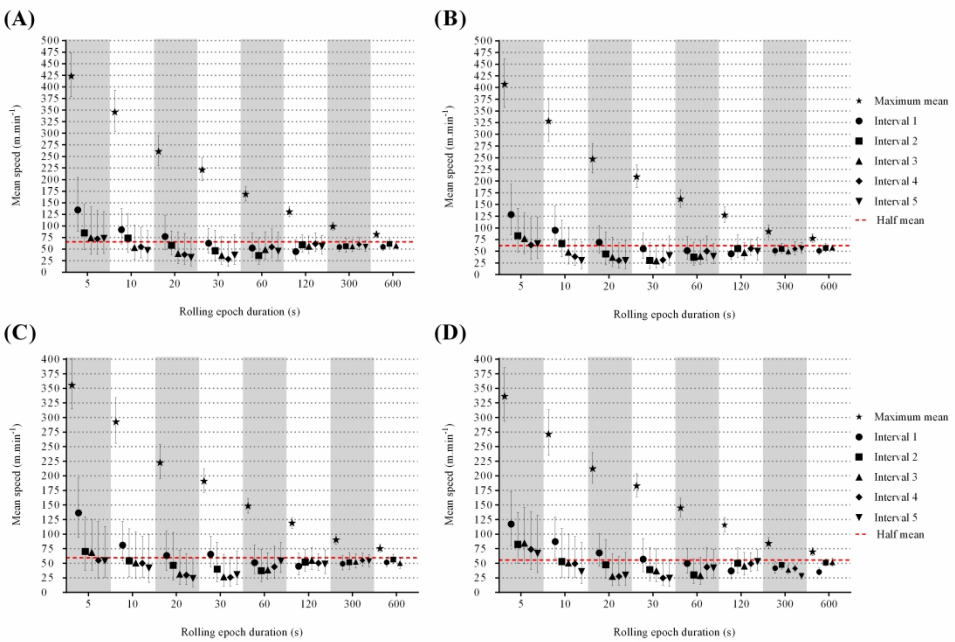 (A)
500
475
450
425
400
375
350
325
300
275
250
225
200
175
150
125
100
75
50
25
0
Mean speed (m.min⁻¹)
5 10 20 30 60 120 300 600
Rolling epoch duration (s)
(B)
500
475
450
425
400
375
350
325
300
275
250
225
200
175
150
125
100
75
50
25
0
Mean speed (m.min⁻¹)
5 10 20 30 60 120 300 600
Rolling epoch duration (s)
Maximum mean
Interval 1
Interval 2
Interval 3
Interval 4
Interval 5
Half mean
(C)
400
375
350
325
300
275
250
225
200
175
150
125
100
75
50
25
0
Mean speed (m.min⁻¹)
5 10 20 30 60 120 300 600
Rolling epoch duration (s)
(D)
400
375
350
325
300
275
250
225
200
175
150
125
100
75
50
25
0
Mean speed (m.min⁻¹)
5 10 20 30 60 120 300 600
Rolling epoch duration (s)
Maximum mean
Interval 1
Interval 2
Interval 3
Interval 4
Interval 5
Half mean